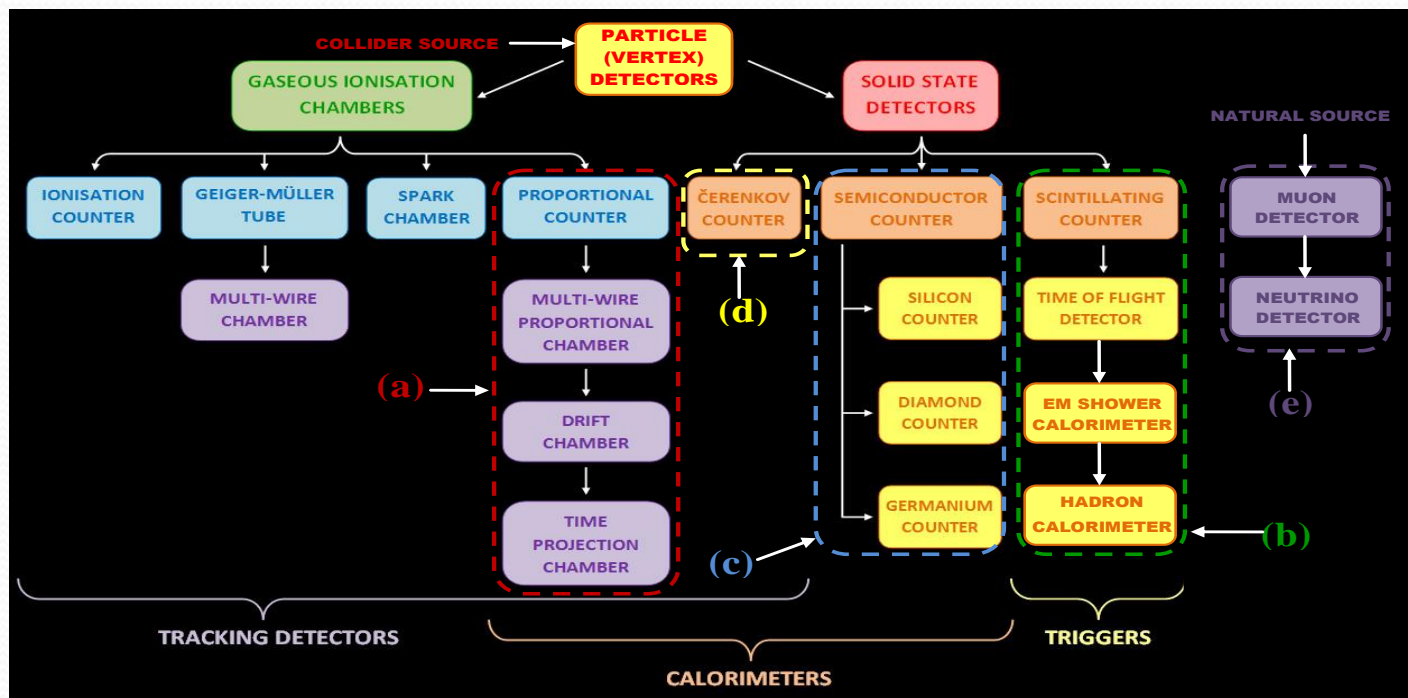 COLLIDER SOURCE
PARTICLE
(VERTEX)
DETECTORS
GASEOUS IONISATION
CHAMBERS
SOLID STATE
DETECTORS
NATURAL SOURCE
IONISATION
COUNTER
GEIGER-MÜLLER
TUBE
SPARK
CHAMBER
PROPORTIONAL
COUNTER
ČERENKOV
COUNTER
SEMICONDUCTOR
COUNTER
SCINTILLATING
COUNTER
MUON
DETECTOR
MULTI-WIRE
CHAMBER
MULTI-WIRE
PROPORTIONAL
CHAMBER
(d)
SILICON
COUNTER
TIME OF FLIGHT
DETECTOR
NEUTRINO
DETECTOR
(a)
DRIFT
CHAMBER
DIAMOND
COUNTER
EM SHOWER
CALORIMETER
(e)
TIME
PROJECTION
CHAMBER
(c)
GERMANIUM
COUNTER
HADRON
CALORIMETER
(b)
TRACKING DETECTORS
CALORIMETERS
TRIGGERS